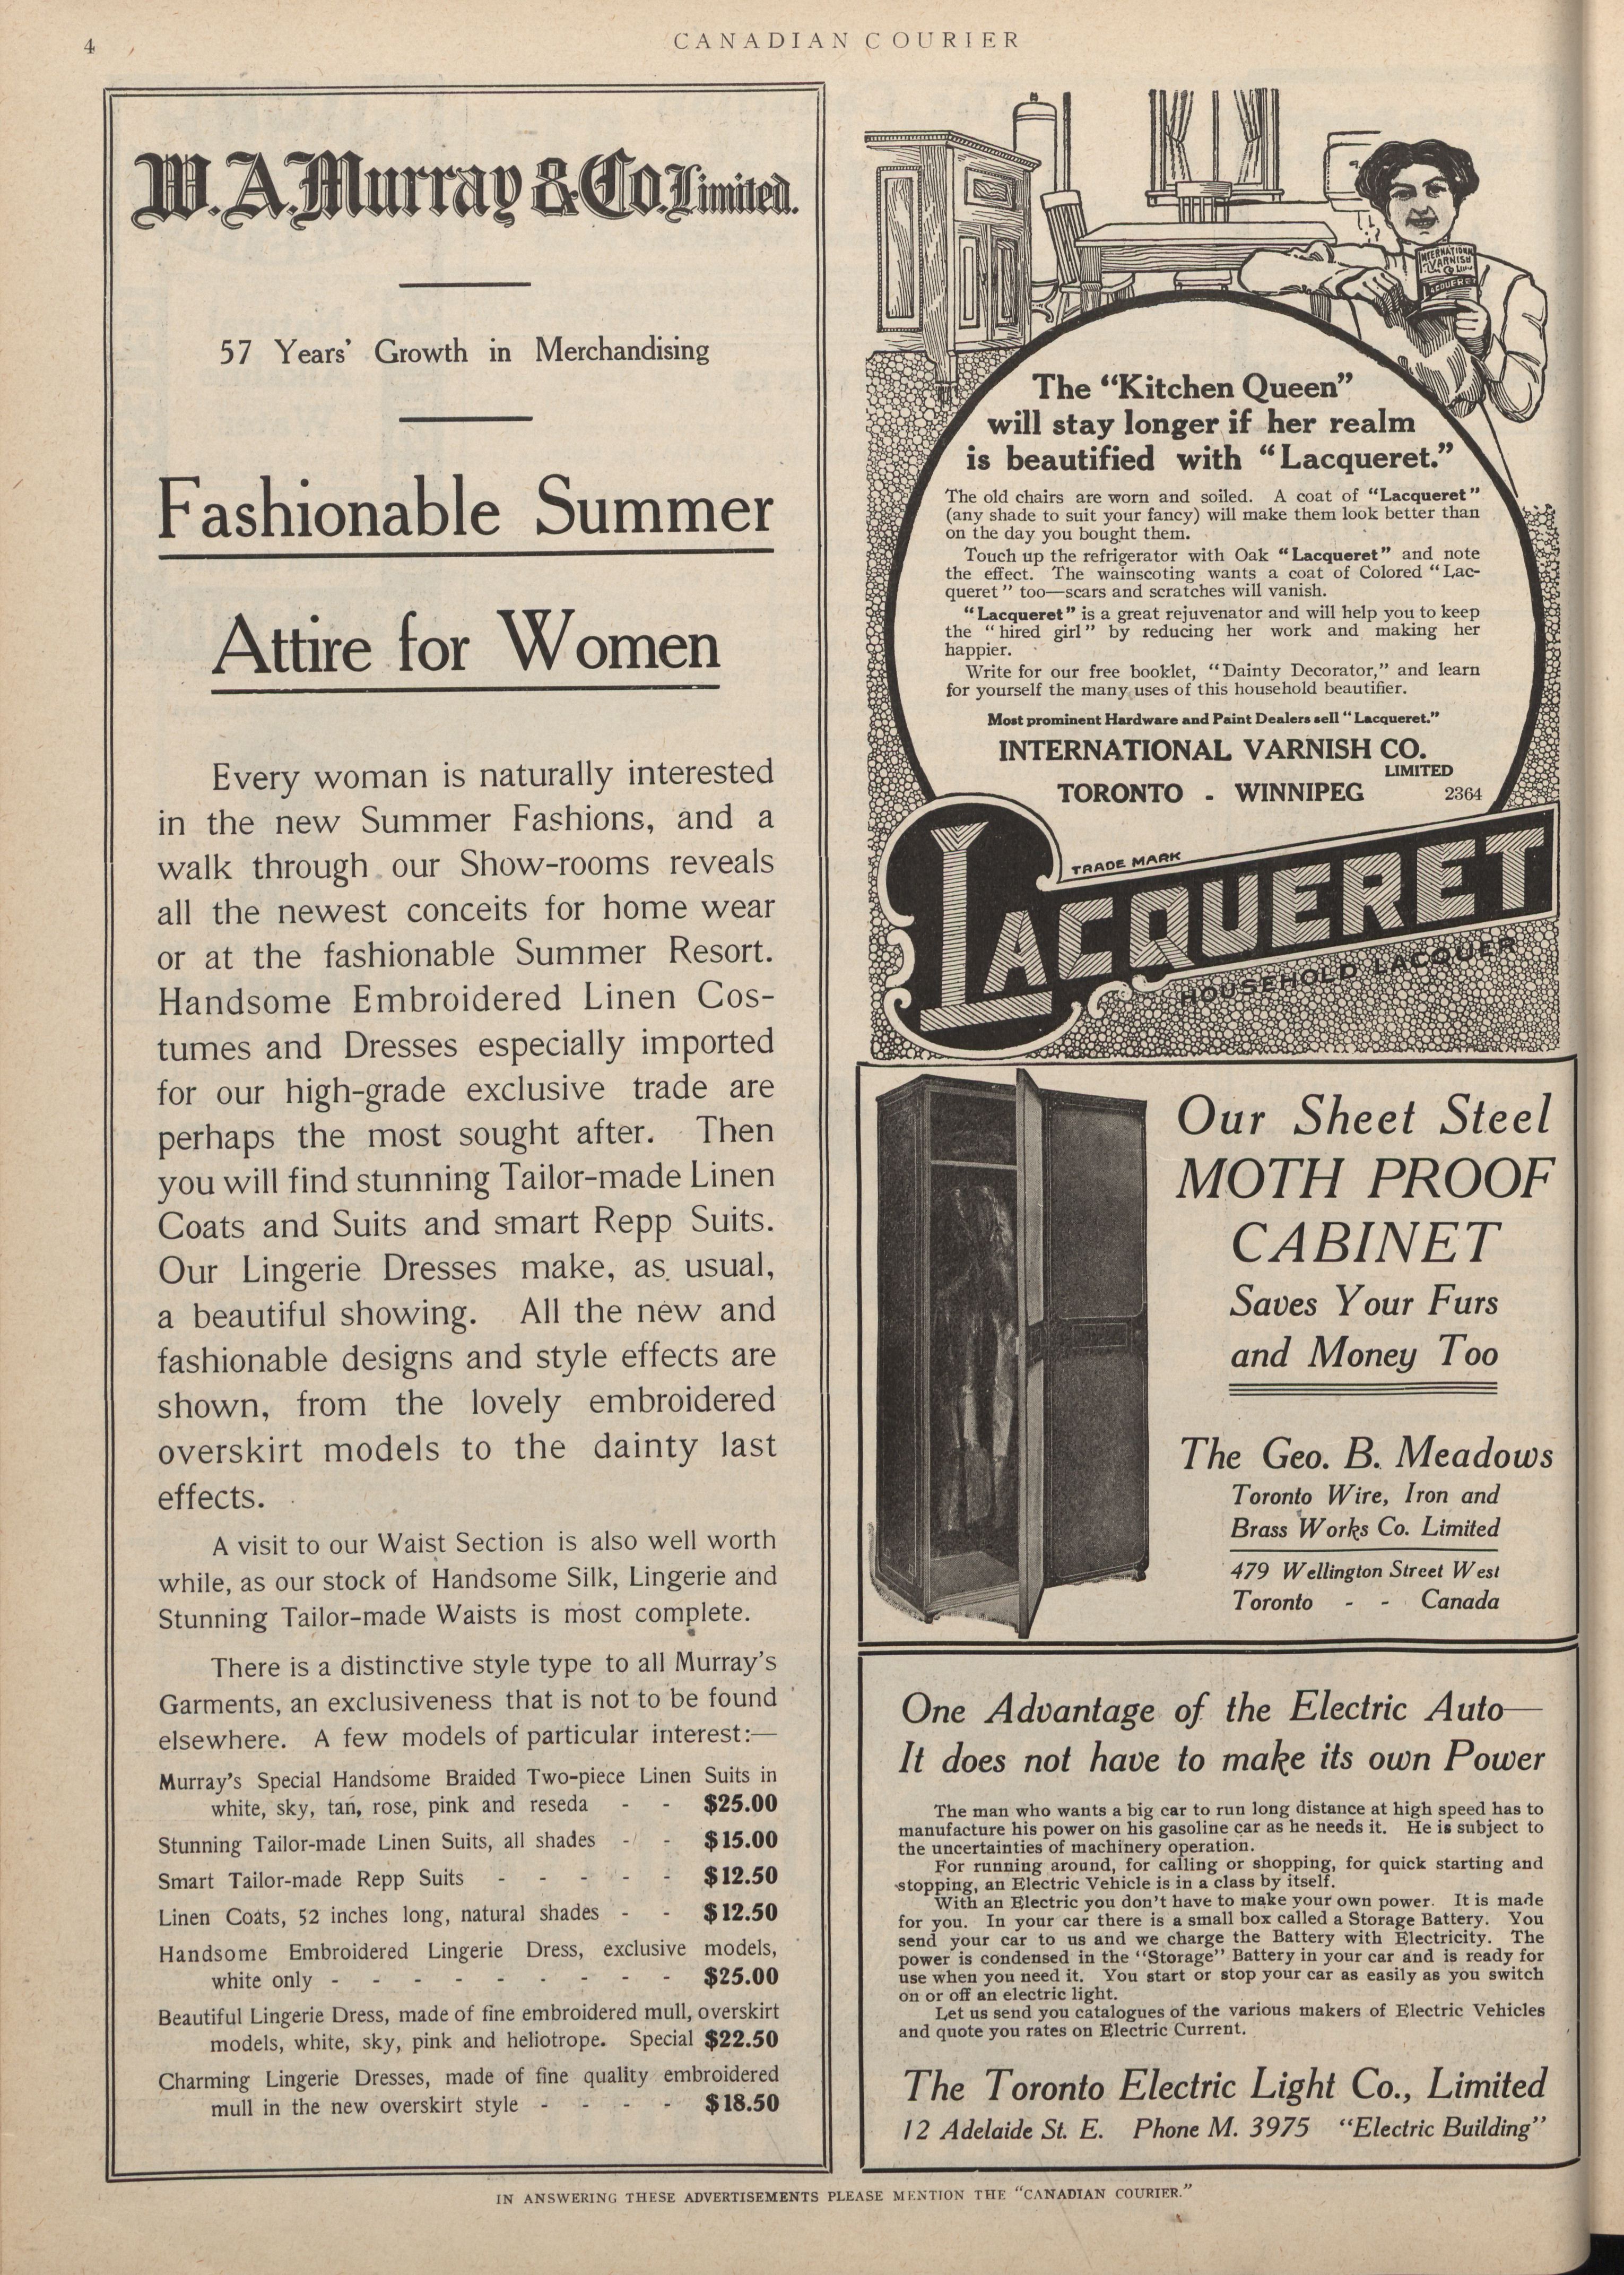 4
CANADIAN COURIER
W. A. Murray & Co. Limited.
57 Years' Growth in Merchandising
Fashionable Summer
Attire for Women
Every woman is naturally interested
in the new Summer Fashions, and a
walk through our Show-rooms reveals
all the newest conceits for home wear
or at the fashionable Summer Resort.
Handsome Embroidered Linen Cos-
tumes and Dresses especially imported
for our high-grade exclusive trade are
perhaps the most sought after. Then
you will find stunning Tailor-made Linen
Coats and Suits and smart Repp Suits.
Our Lingerie Dresses make, as usual,
a beautiful showing. All the new and
fashionable designs and style effects are
shown, from the lovely embroidered
overskirt models to the dainty last
effects.
A visit to our Waist Section is also well worth
while, as our stock of Handsome Silk, Lingerie and
Stunning Tailor-made Waists is most complete.
There is a distinctive style type to all Murray's
Garments, an exclusiveness that is not to be found
elsewhere. A few models of particular interest:—
Murray's Special Handsome Braided Two-piece Linen Suits in
white, sky, tan, rose, pink and reseda - - $25.00
Stunning Tailor-made Linen Suits, all shades - - $15.00
Smart Tailor-made Repp Suits - - - - - $12.50
Linen Coats, 52 inches long, natural shades - - $12.50
Handsome Embroidered Lingerie Dress, exclusive models,
white only - - - - - - - - - $25.00
Beautiful Lingerie Dress, made of fine embroidered mull, overskirt
models, white, sky, pink and heliotrope. Special $22.50
Charming Lingerie Dresses, made of fine quality embroidered
mull in the new overskirt style - - - - $18.50
INTERNATIONAL
VARNISH
Co LIM
LACQUERET
The "Kitchen Queen"
will stay longer if her realm
is beautified with "Lacqueret."
The old chairs are worn and soiled. A coat of "Lacqueret"
(any shade to suit your fancy) will make them look better than
on the day you bought them.
Touch up the refrigerator with Oak "Lacqueret" and note
the effect. The wainscoting wants a coat of Colored "Lac-
queret" too—scars and scratches will vanish.
"Lacqueret" is a great rejuvenator and will help you to keep
the "hired girl" by reducing her work and making her
happier.
Write for our free booklet, "Dainty Decorator," and learn
for yourself the many uses of this household beautifier.
Most prominent Hardware and Paint Dealers sell "Lacqueret."
INTERNATIONAL VARNISH CO.
LIMITED
TORONTO - WINNIPEG 2364
TRADE MARK
LACQUERET
HOUSEHOLD LACQUER
Our Sheet Steel
MOTH PROOF
CABINET
Saves Your Furs
and Money Too
The Geo. B. Meadows
Toronto Wire, Iron and
Brass Works Co. Limited
479 Wellington Street West
Toronto - - Canada
One Advantage of the Electric Auto—
It does not have to make its own Power
The man who wants a big car to run long distance at high speed has to
manufacture his power on his gasoline car as he needs it. He is subject to
the uncertainties of machinery operation.
For running around, for calling or shopping, for quick starting and
stopping, an Electric Vehicle is in a class by itself.
With an Electric you don't have to make your own power. It is made
for you. In your car there is a small box called a Storage Battery. You
send your car to us and we charge the Battery with Electricity. The
power is condensed in the "Storage" Battery in your car and is ready for
use when you need it. You start or stop your car as easily as you switch
on or off an electric light.
Let us send you catalogues of the various makers of Electric Vehicles
and quote you rates on Electric Current.
The Toronto Electric Light Co., Limited
12 Adelaide St. E. Phone M. 3975 "Electric Building"
IN ANSWERING THESE ADVERTISEMENTS PLEASE MENTION THE "CANADIAN COURIER."